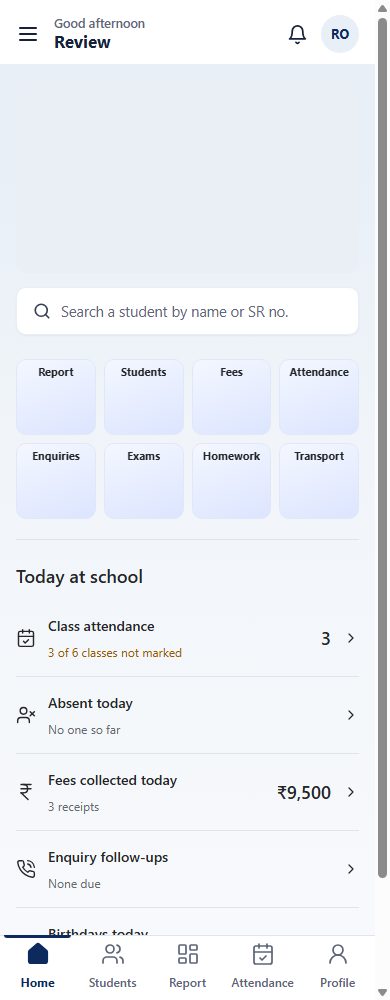 Good afternoon
Review
RO
Search a student by name or SR no.
Report
Students
Fees
Attendance
Enquiries
Exams
Homework
Transport
Today at school
Class attendance
3 of 6 classes not marked
3
Absent today
No one so far
Fees collected today
3 receipts
₹9,500
Enquiry follow-ups
None due
Birthdays today
Home
Students
Report
Attendance
Profile